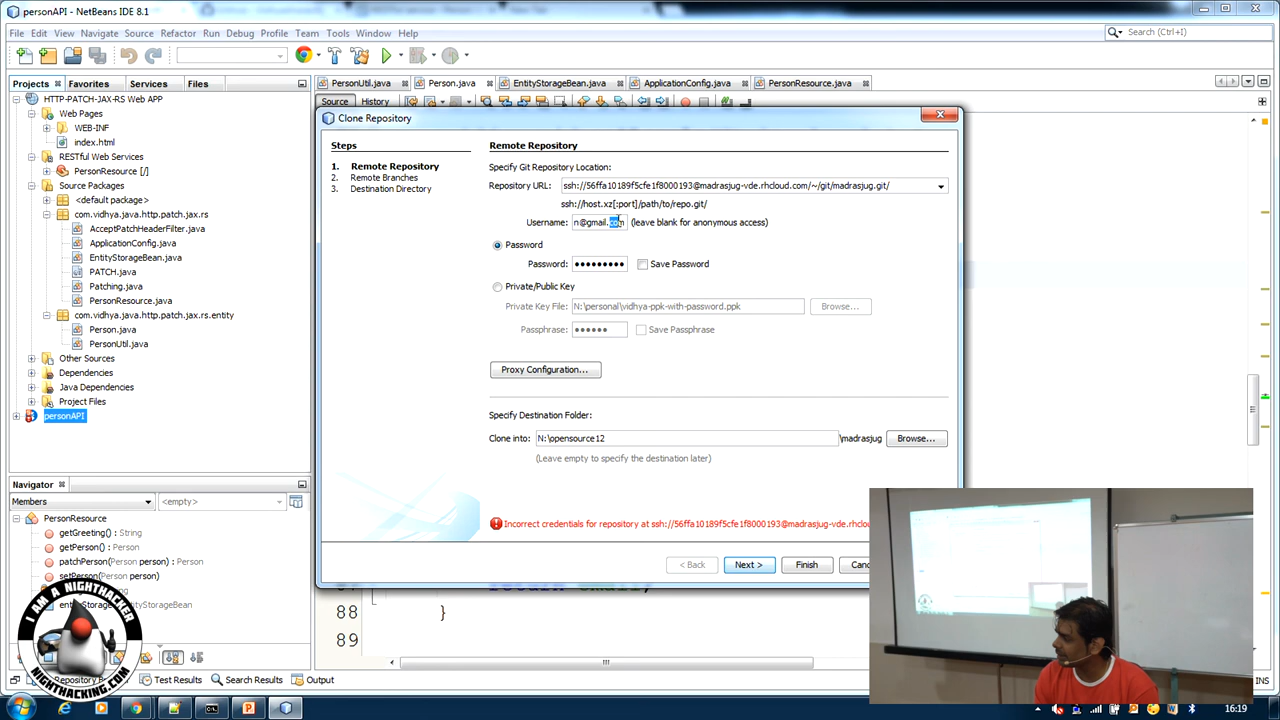 personAPI - NetBeans IDE 8.1
File Edit View Navigate Source Refactor Run Debug Profile Team Tools Window Help
Search (Ctrl+I)
Projects Favorites Services Files
PersonUtil.java Person.java EntityStorageBean.java ApplicationConfig.java PersonResource.java
Source History
HTTP-PATCH-JAX-RS Web APP
Web Pages
WEB-INF
index.html
RESTful Web Services
PersonResource [/]
Source Packages
<default package>
com.vidhya.java.http.patch.jax.rs
AcceptPatchHeaderFilter.java
ApplicationConfig.java
EntityStorageBean.java
PATCH.java
Patching.java
PersonResource.java
com.vidhya.java.http.patch.jax.rs.entity
Person.java
PersonUtil.java
Other Sources
Dependencies
Java Dependencies
Project Files
personAPI
Navigator
Members <empty>
PersonResource
getGreeting() : String
getPerson() : Person
patchPerson(Person person) : Person
setPerson(Person person)
EntityStorageBean
I AM A NIGHTHACKER
NIGHTHACKING.COM
Clone Repository
Steps
1. Remote Repository
2. Remote Branches
3. Destination Directory
Remote Repository
Specify Git Repository Location:
Repository URL: ssh://56ffa10189f5cfe1f8000193@madrasjug-vde.rhcloud.com/~/git/madrasjug.git/
ssh://host.xz[:port]/path/to/repo.git/
Username: n@gmail.com (leave blank for anonymous access)
Password
Password: ●●●●●●●●● Save Password
Private/Public Key
Private Key File: N:\personal\vidhya-ppk-with-password.ppk Browse...
Passphrase: ●●●●●● Save Passphrase
Proxy Configuration...
Specify Destination Folder:
Clone into: N:\opensource12 \madrasjug Browse...
(Leave empty to specify the destination later)
Incorrect credentials for repository at ssh://56ffa10189f5cfe1f8000193@madrasjug-vde.rhclou
< Back Next > Finish Canc
88 }
89
Test Results Search Results Output
INS
16:19